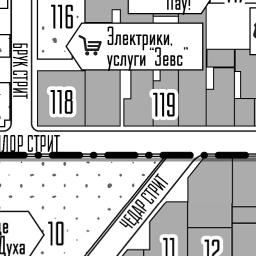 Пау!
116
Электрики,
услуги "Зевс"
БРУК СТРИТ
118
119
ЛОР СТРИТ
ЧЕДАР СТРИТ
10
Духа
11
12